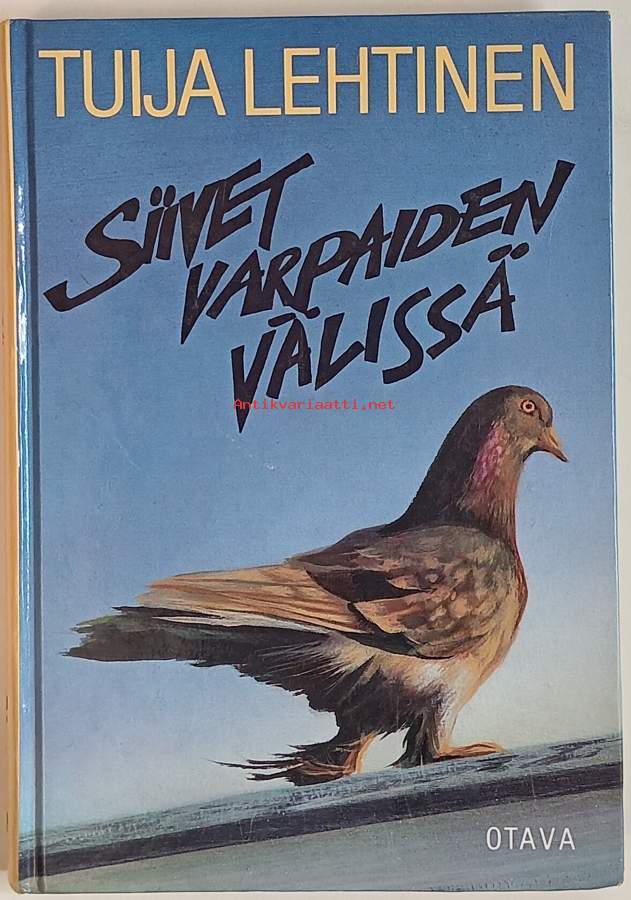 TUIJA LEHTINEN
SIIVET
VARPAIDEN
VÄLISSÄ
Antikvariaatti.net
OTAVA